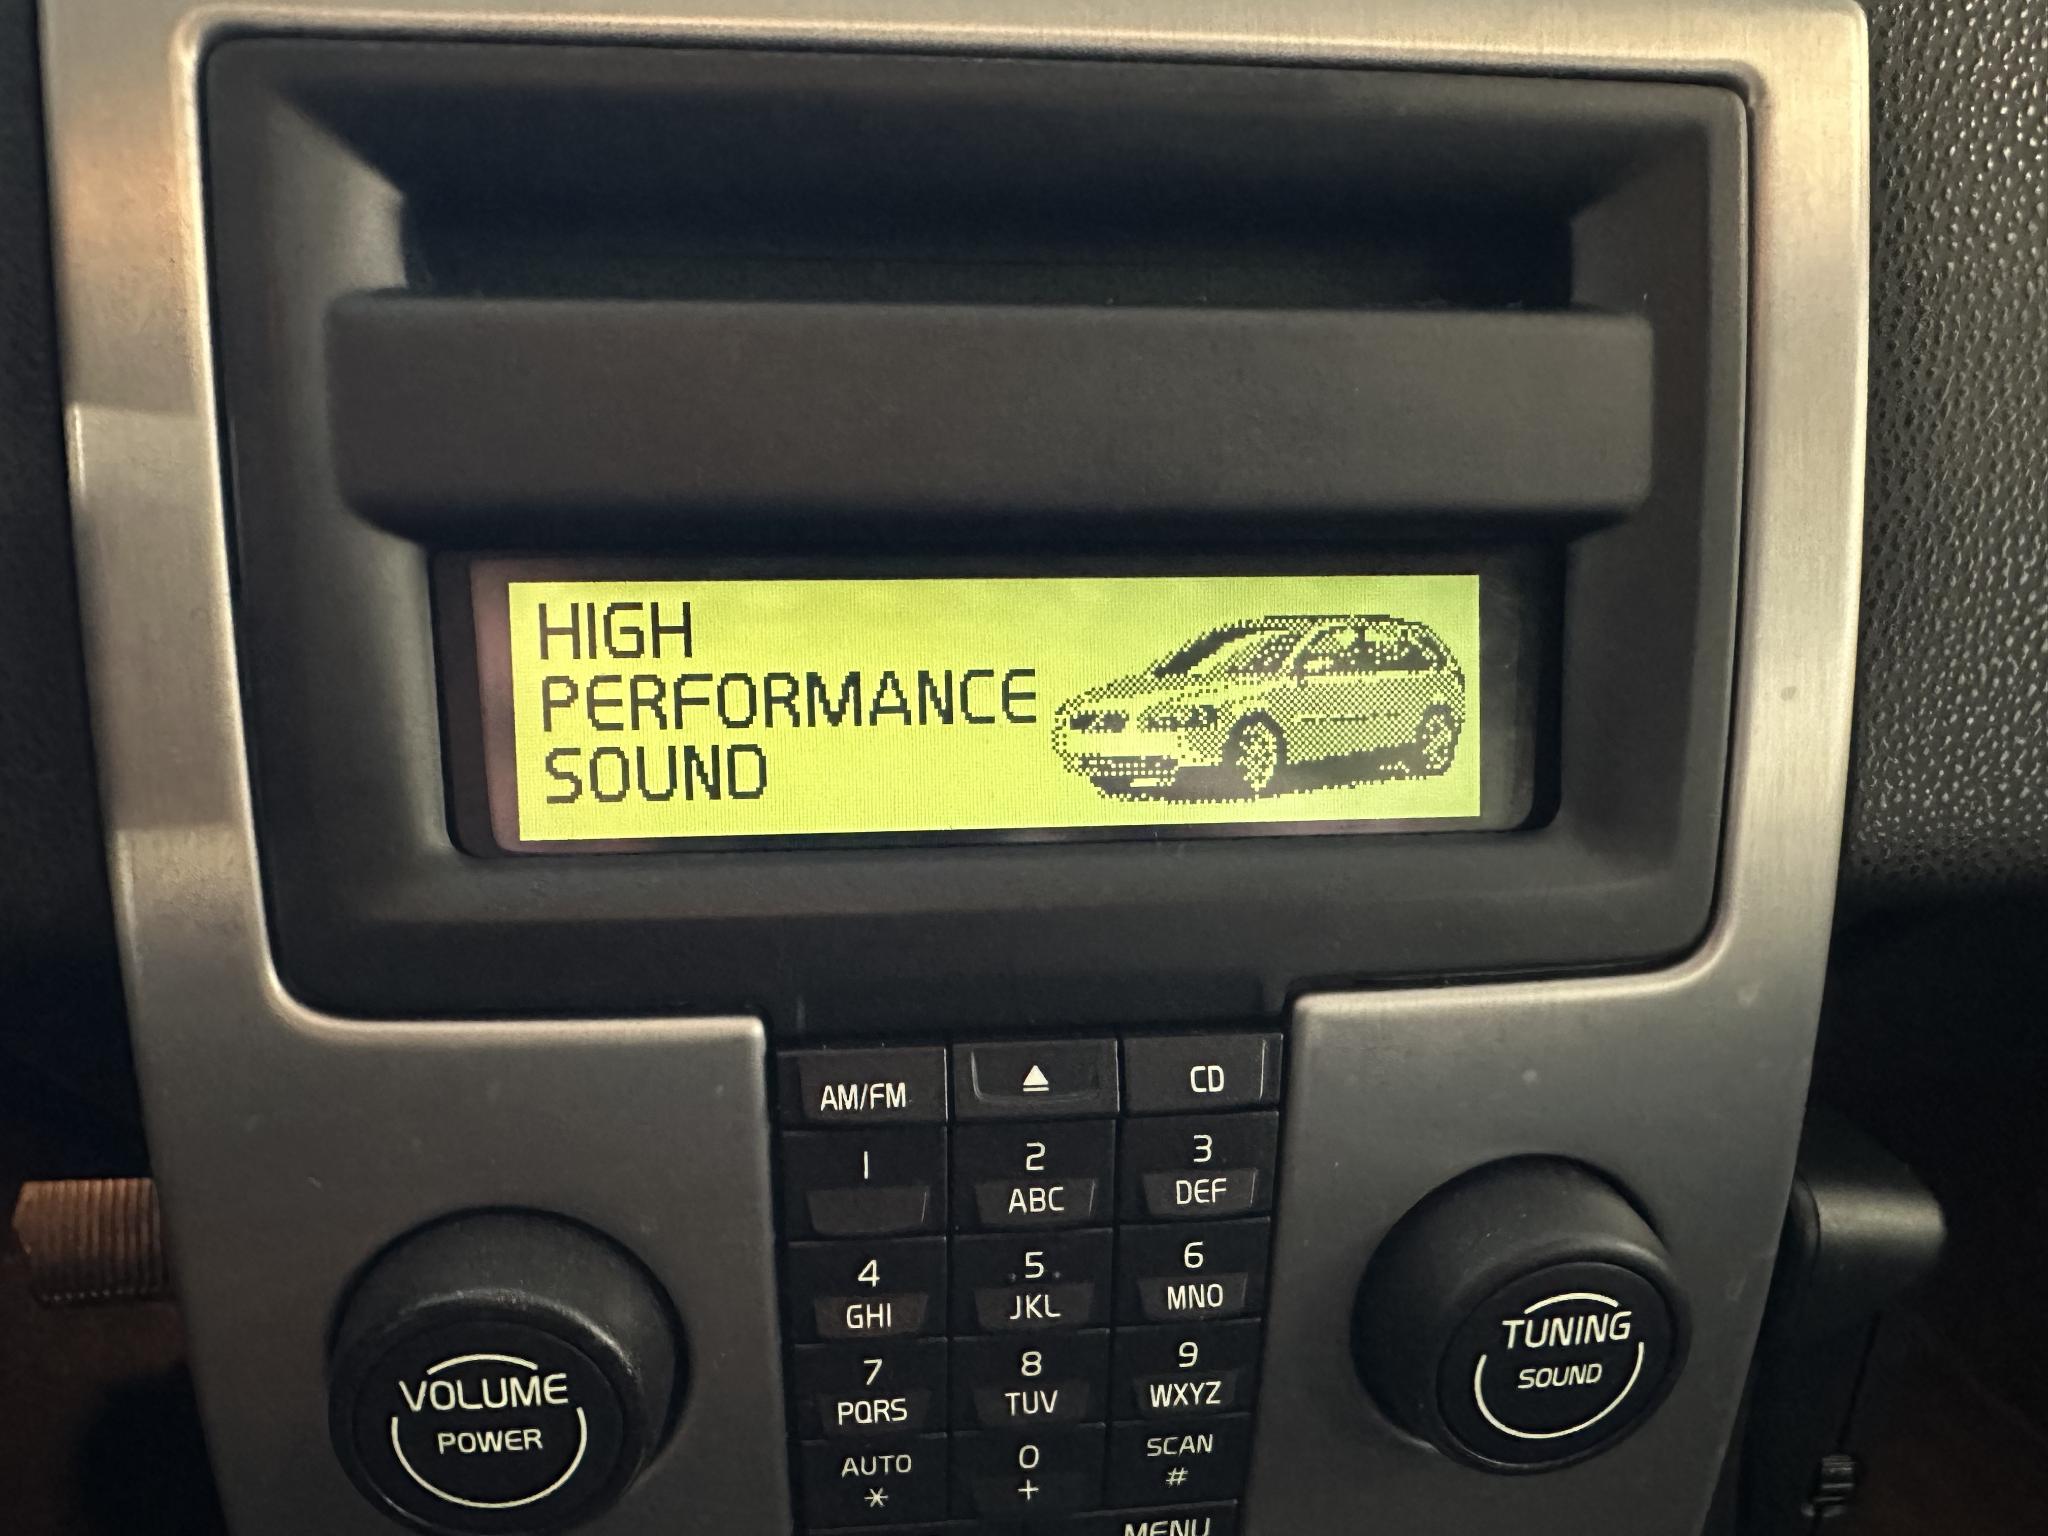 HIGH
PERFORMANCE
SOUND
AM/FM
CD
1
2
3
ABC
DEF
4
5
6
GHI
JKL
MNO
7
8
9
PQRS
TUV
WXYZ
AUTO
0
SCAN
*
+
#
MENU
VOLUME
POWER
TUNING
SOUND